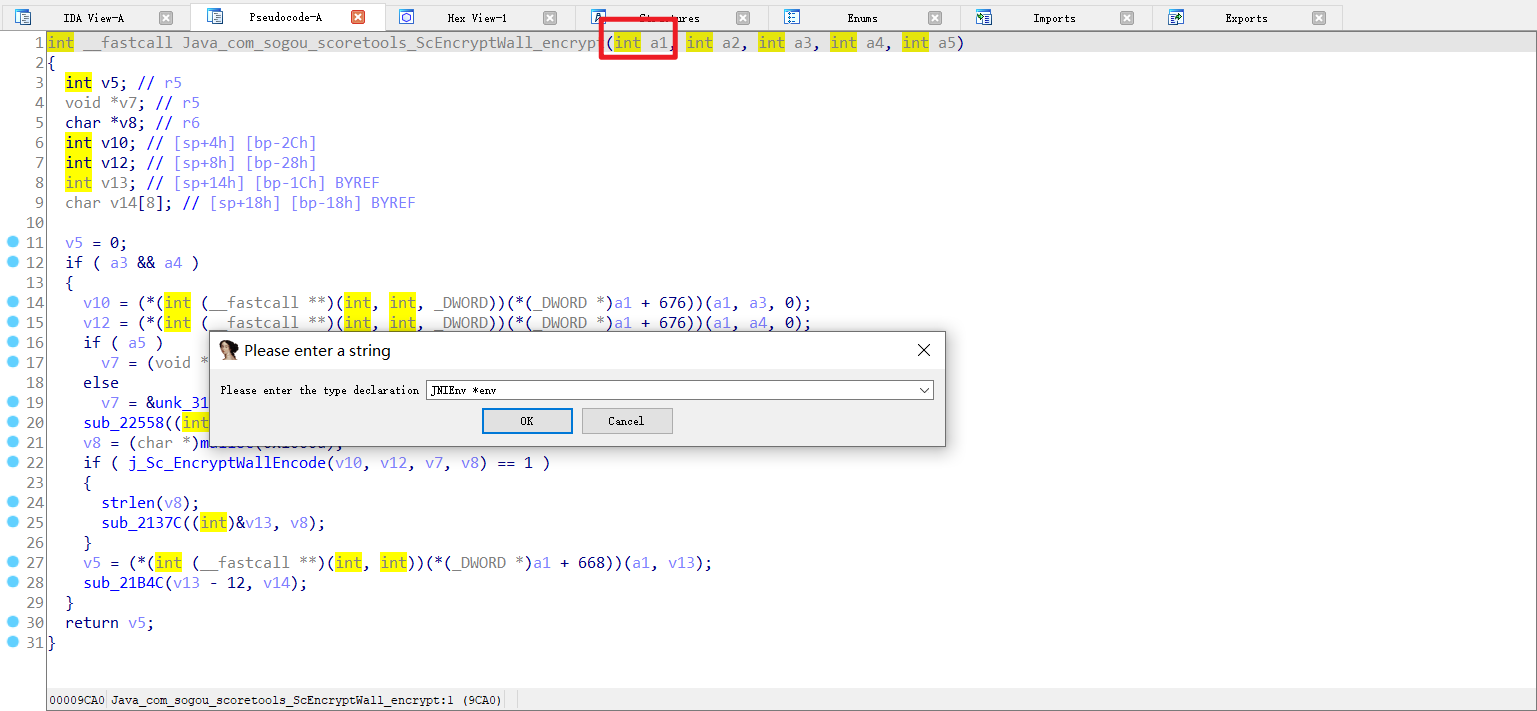 IDA View-A Pseudocode-A Hex View-1 Structures Enums Imports Exports
1 int __fastcall Java_com_sogou_scoretools_ScEncryptWall_encrypt(int a1, int a2, int a3, int a4, int a5)
2 {
3 int v5; // r5
4 void *v7; // r5
5 char *v8; // r6
6 int v10; // [sp+4h] [bp-2Ch]
7 int v12; // [sp+8h] [bp-28h]
8 int v13; // [sp+14h] [bp-1Ch] BYREF
9 char v14[8]; // [sp+18h] [bp-18h] BYREF
10
11 v5 = 0;
12 if ( a3 && a4 )
13 {
14 v10 = (*(int (__fastcall **)(int, int, _DWORD))(*(_DWORD *)a1 + 676))(a1, a3, 0);
15 v12 = (*(int (__fastcall **)(int, int, _DWORD))(*(_DWORD *)a1 + 676))(a1, a4, 0);
16 if ( a5 )
17 v7 = (void *
18 else
19 v7 = &unk_31
20 sub_22558((int
21 v8 = (char *)
22 if ( j_Sc_EncryptWallEncode(v10, v12, v7, v8) == 1 )
23 {
24 strlen(v8);
25 sub_2137C((int)&v13, v8);
26 }
27 v5 = (*(int (__fastcall **)(int, int))(*(_DWORD *)a1 + 668))(a1, v13);
28 sub_21B4C(v13 - 12, v14);
29 }
30 return v5;
31 }
Please enter a string
Please enter the type declaration JNIEnv *env
OK Cancel
00009CA0 Java_com_sogou_scoretools_ScEncryptWall_encrypt:1 (9CA0)